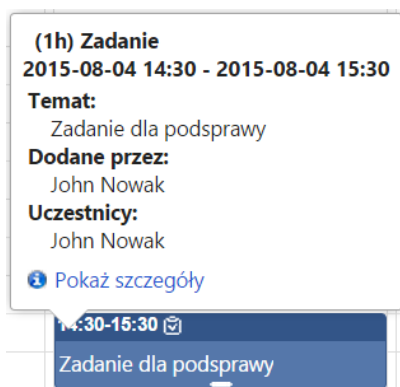 (1h) Zadanie
2015-08-04 14:30 - 2015-08-04 15:30
Temat:
Zadanie dla podsprawy
Dodane przez:
John Nowak
Uczestnicy:
John Nowak
Pokaż szczegóły
14:30-15:30
Zadanie dla podsprawy